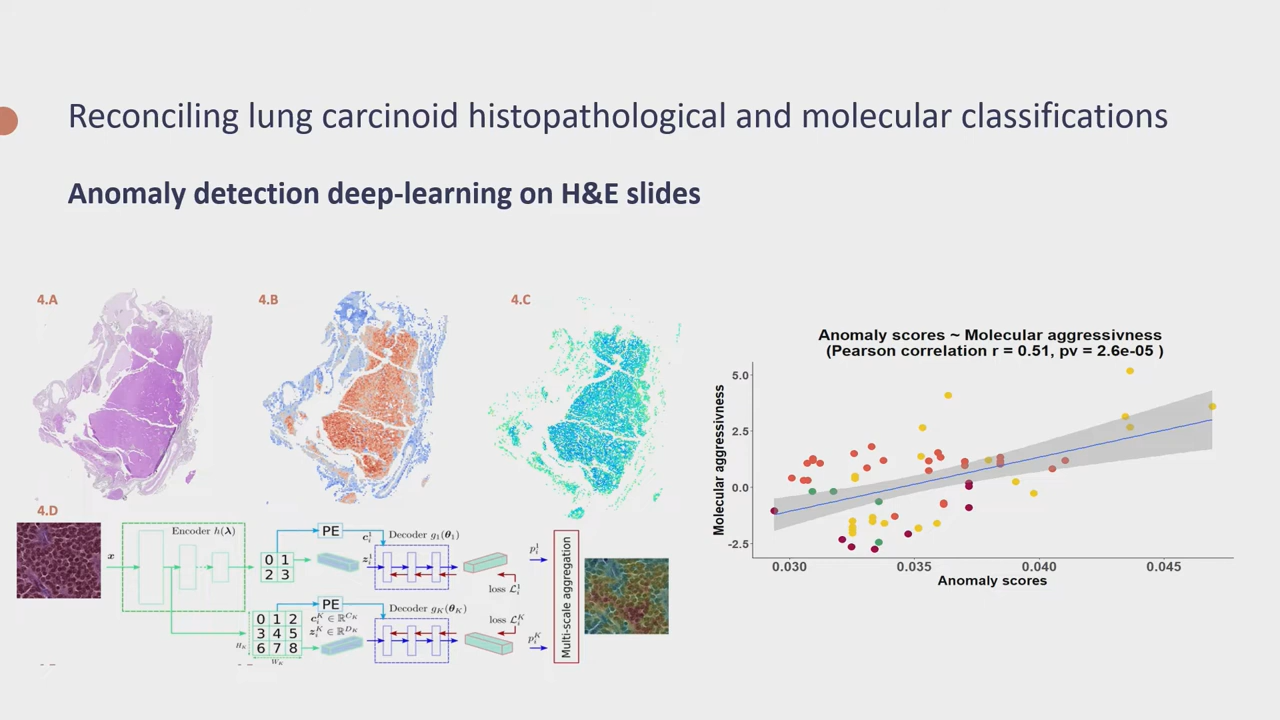 Reconciling lung carcinoid histopathological and molecular classifications
Anomaly detection deep-learning on H&E slides
4.A
4.B
4.C
4.D
Encoder h(λ)
x
PE
0 1
2 3
Decoder g₁(θ₁)
loss
PE
0 1 2
3 4 5
6 7 8
Decoder g_K(θ_K)
loss
Multi-scale aggregation
Anomaly scores ~ Molecular aggressivness
(Pearson correlation r = 0.51, pv = 2.6e-05 )
Molecular aggressivness
5.0
2.5
0.0
-2.5
0.030
0.035
0.040
0.045
Anomaly scores